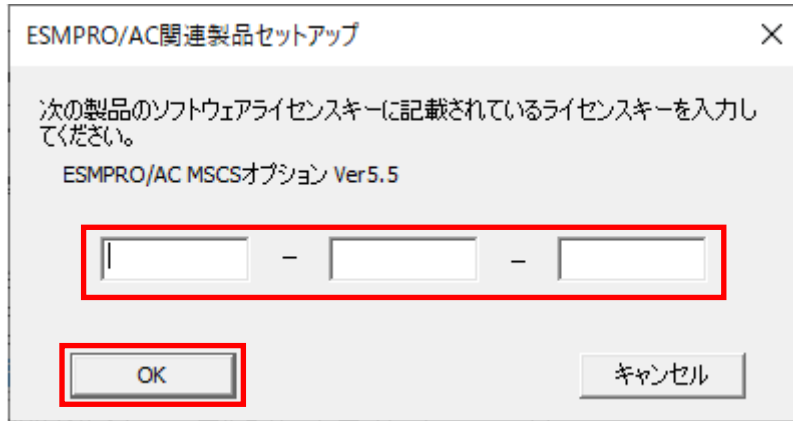 ESMPRO/AC関連製品セットアップ
次の製品のソフトウェアライセンスキーに記載されているライセンスキーを入力し
てください。
ESMPRO/AC MSCSオプション Ver5.5
– –
OK キャンセル